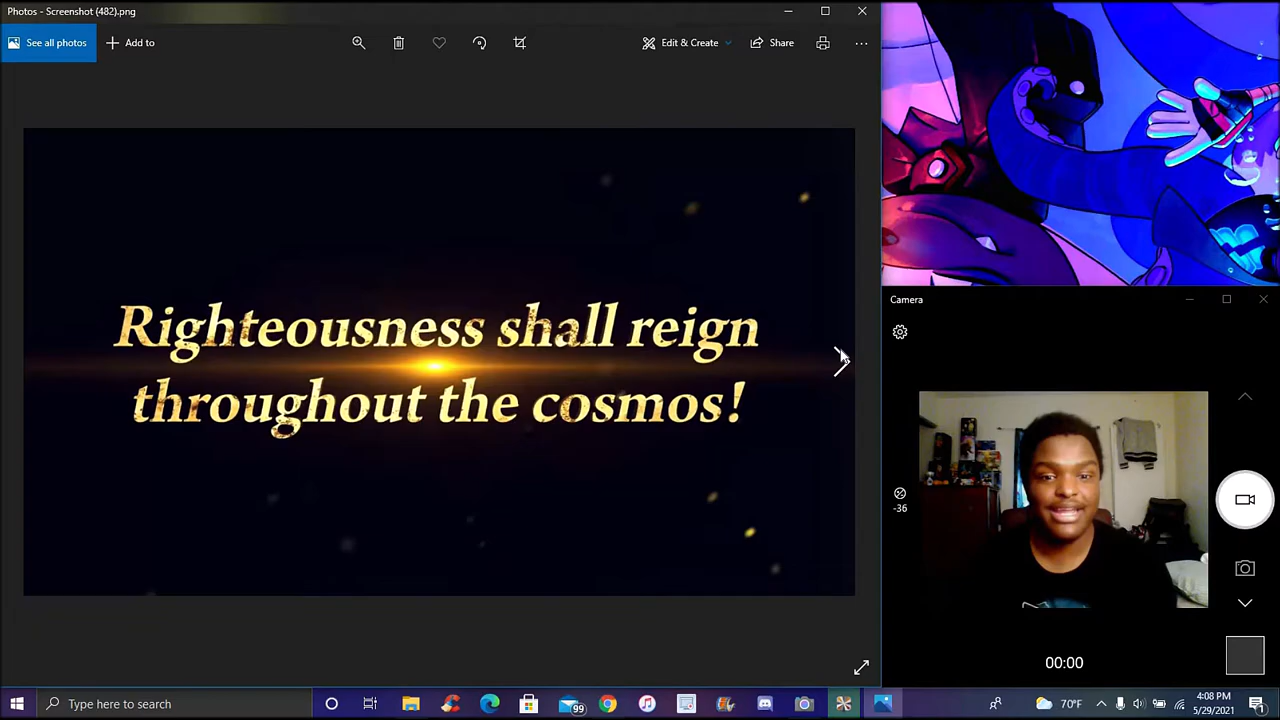 Photos - Screenshot (482).png
See all photos
Add to
Edit & Create
Share
Righteousness shall reign
throughout the cosmos!
Camera
-36
00:00
Type here to search
99
70°F
4:08 PM
5/29/2021
1